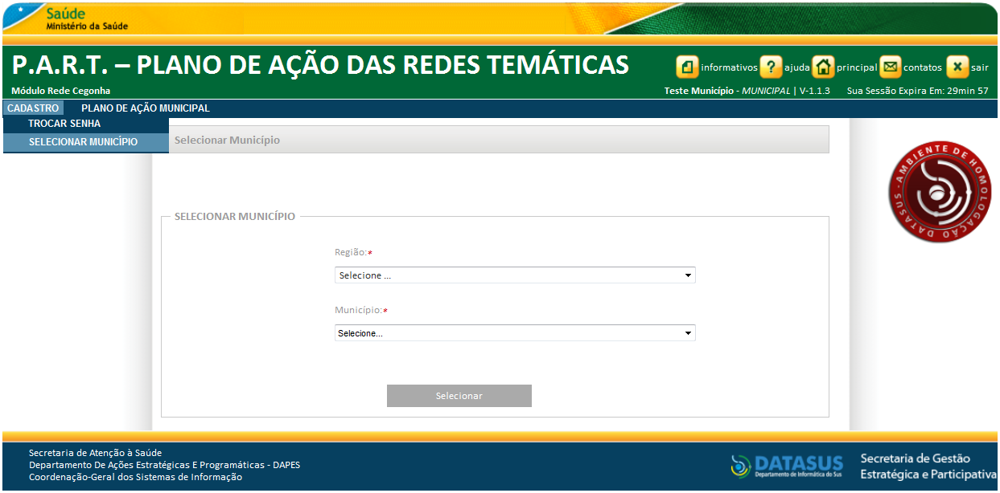 Saúde
Ministério da Saúde
P.A.R.T. – PLANO DE AÇÃO DAS REDES TEMÁTICAS
informativos ? ajuda principal contatos sair
Módulo Rede Cegonha
Teste Município - MUNICIPAL | V-1.1.3 Sua Sessão Expira Em: 29min 57
CADASTRO PLANO DE AÇÃO MUNICIPAL
TROCAR SENHA
SELECIONAR MUNICÍPIO
Selecionar Município
AMBIENTE DE HOMOLOGAÇÃO DATASUS -
SELECIONAR MUNICÍPIO
Região:*
Selecione ...
Município:*
Selecione...
Selecionar
Secretaria de Atenção à Saúde
Departamento De Ações Estratégicas E Programáticas - DAPES
Coordenação-Geral dos Sistemas de Informação
DATASUS
Departamento de Informática do Sus
Secretaria de Gestão
Estratégica e Participativa